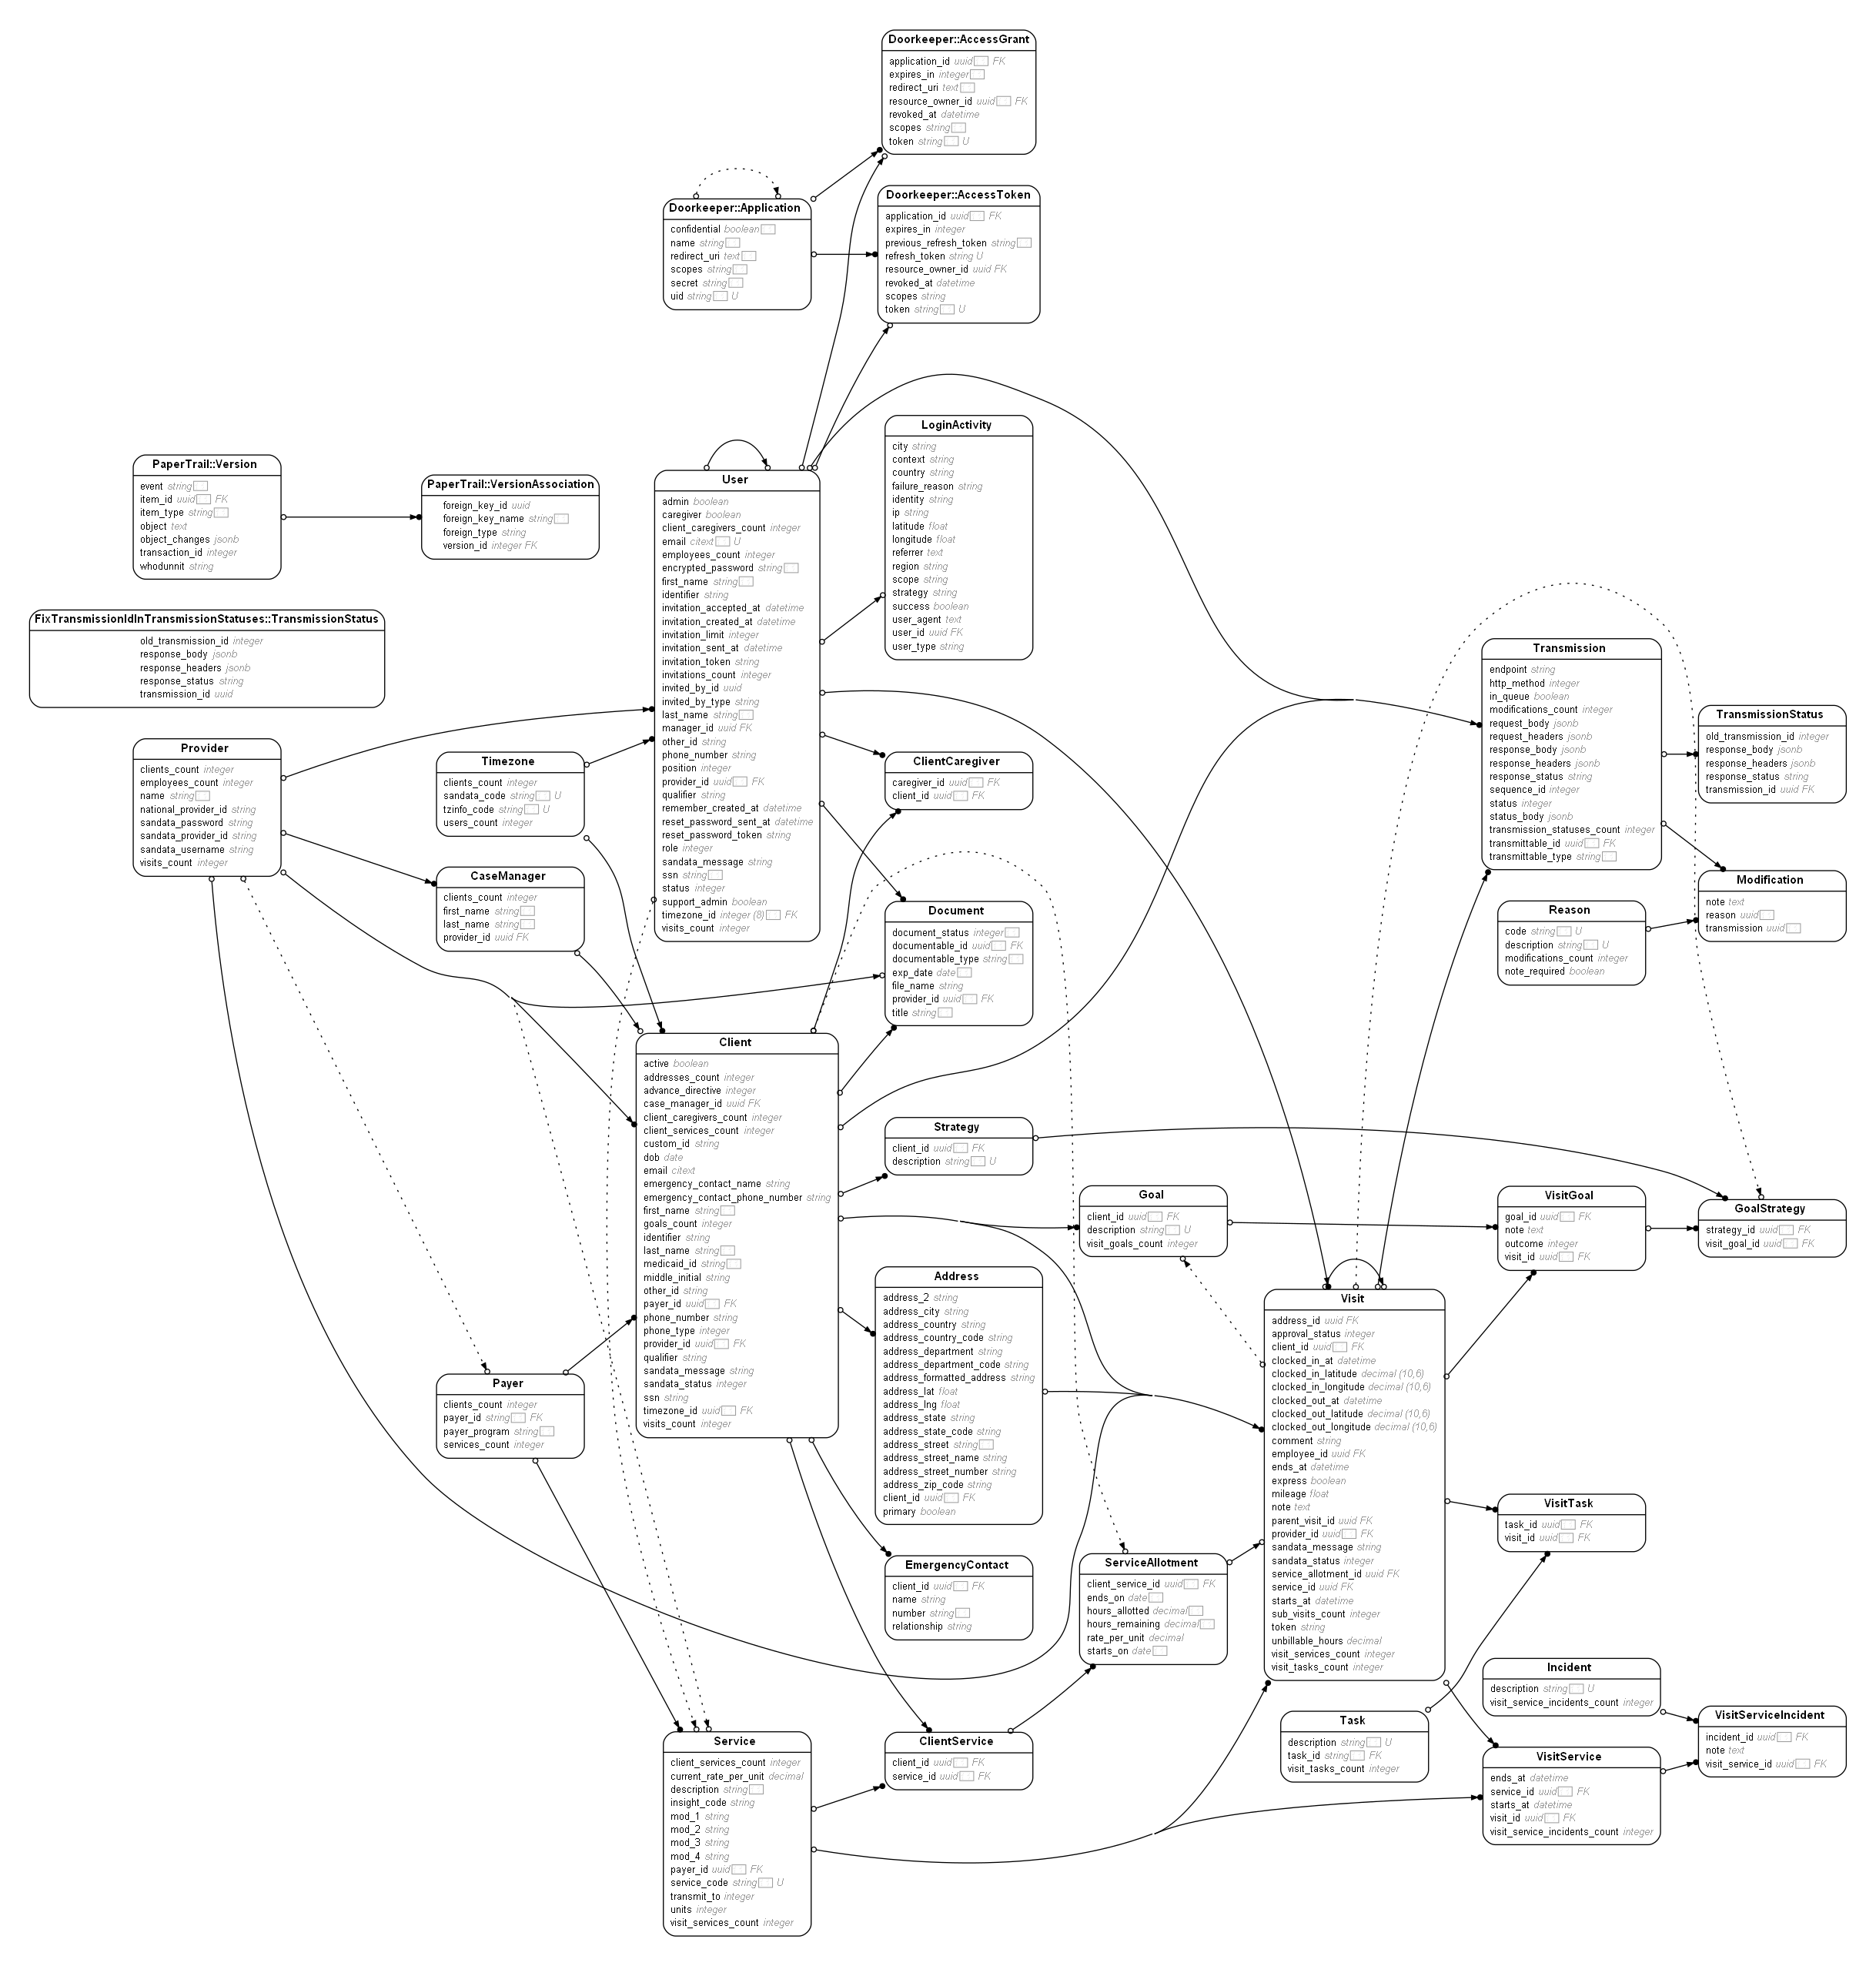 Doorkeeper::AccessGrant
application_id uuid FK
expires_in integer
redirect_uri text
resource_owner_id uuid FK
revoked_at datetime
scopes string
token string U
Doorkeeper::Application
confidential boolean
name string
redirect_uri text
scopes string
secret string
uid string U
Doorkeeper::AccessToken
application_id uuid FK
expires_in integer
previous_refresh_token string
refresh_token string U
resource_owner_id uuid FK
revoked_at datetime
scopes string
token string U
PaperTrail::Version
event string
item_id uuid FK
item_type string
object text
object_changes jsonb
transaction_id integer
whodunnit string
PaperTrail::VersionAssociation
foreign_key_id uuid
foreign_key_name string
foreign_type string
version_id integer FK
User
admin boolean
caregiver boolean
client_caregivers_count integer
email citext U
employees_count integer
encrypted_password string
first_name string
identifier string
invitation_accepted_at datetime
invitation_created_at datetime
invitation_limit integer
invitation_sent_at datetime
invitation_token string
invitations_count integer
invited_by_id uuid
invited_by_type string
last_name string
manager_id uuid FK
other_id string
phone_number string
position integer
provider_id uuid FK
qualifier string
remember_created_at datetime
reset_password_sent_at datetime
reset_password_token string
role integer
sandata_message string
ssn string
status integer
support_admin boolean
timezone_id integer (8) FK
visits_count integer
LoginActivity
city string
context string
country string
failure_reason string
identity string
ip string
latitude float
longitude float
referrer text
region string
scope string
strategy string
success boolean
user_agent text
user_id uuid FK
user_type string
FixTransmissionIdInTransmissionStatuses::TransmissionStatus
old_transmission_id integer
response_body jsonb
response_headers jsonb
response_status string
transmission_id uuid
Transmission
endpoint string
http_method integer
in_queue boolean
modifications_count integer
request_body jsonb
request_headers jsonb
response_body jsonb
response_headers jsonb
response_status string
sequence_id integer
status integer
status_body jsonb
transmission_statuses_count integer
transmittable_id uuid FK
transmittable_type string
TransmissionStatus
old_transmission_id integer
response_body jsonb
response_headers jsonb
response_status string
transmission_id uuid FK
Provider
clients_count integer
employees_count integer
name string
national_provider_id string
sandata_password string
sandata_provider_id string
sandata_username string
visits_count integer
Timezone
clients_count integer
sandata_code string U
tzinfo_code string U
users_count integer
ClientCaregiver
caregiver_id uuid FK
client_id uuid FK
CaseManager
clients_count integer
first_name string
last_name string
provider_id uuid FK
Document
document_status integer
documentable_id uuid FK
documentable_type string
exp_date date
file_name string
provider_id uuid FK
title string
Reason
code string U
description string U
modifications_count integer
note_required boolean
Modification
note text
reason uuid
transmission uuid
Client
active boolean
addresses_count integer
advance_directive integer
case_manager_id uuid FK
client_caregivers_count integer
client_services_count integer
custom_id string
dob date
email citext
emergency_contact_name string
emergency_contact_phone_number string
first_name string
goals_count integer
identifier string
last_name string
medicaid_id string
middle_initial string
other_id string
payer_id uuid FK
phone_number string
phone_type integer
provider_id uuid FK
qualifier string
sandata_message string
sandata_status integer
ssn string
timezone_id uuid FK
visits_count integer
Strategy
client_id uuid FK
description string U
Goal
client_id uuid FK
description string U
visit_goals_count integer
VisitGoal
goal_id uuid FK
note text
outcome integer
visit_id uuid FK
GoalStrategy
strategy_id uuid FK
visit_goal_id uuid FK
Address
address_2 string
address_city string
address_country string
address_country_code string
address_department string
address_department_code string
address_formatted_address string
address_lat float
address_lng float
address_state string
address_state_code string
address_street string
address_street_name string
address_street_number string
address_zip_code string
client_id uuid FK
primary boolean
Visit
address_id uuid FK
approval_status integer
client_id uuid FK
clocked_in_at datetime
clocked_in_latitude decimal (10,6)
clocked_in_longitude decimal (10,6)
clocked_out_at datetime
clocked_out_latitude decimal (10,6)
clocked_out_longitude decimal (10,6)
comment string
employee_id uuid FK
ends_at datetime
express boolean
mileage float
note text
parent_visit_id uuid FK
provider_id uuid FK
sandata_message string
sandata_status integer
service_allotment_id uuid FK
service_id uuid FK
starts_at datetime
sub_visits_count integer
token string
unbillable_hours decimal
visit_services_count integer
visit_tasks_count integer
Payer
clients_count integer
payer_id string FK
payer_program string
services_count integer
VisitTask
task_id uuid FK
visit_id uuid FK
EmergencyContact
client_id uuid FK
name string
number string
relationship string
ServiceAllotment
client_service_id uuid FK
ends_on date
hours_allotted decimal
hours_remaining decimal
rate_per_unit decimal
starts_on date
Incident
description string U
visit_service_incidents_count integer
VisitServiceIncident
incident_id uuid FK
note text
visit_service_id uuid FK
Task
description string U
task_id string FK
visit_tasks_count integer
VisitService
ends_at datetime
service_id uuid FK
starts_at datetime
visit_id uuid FK
visit_service_incidents_count integer
Service
client_services_count integer
current_rate_per_unit decimal
description string
insight_code string
mod_1 string
mod_2 string
mod_3 string
mod_4 string
payer_id uuid FK
service_code string U
transmit_to integer
units integer
visit_services_count integer
ClientService
client_id uuid FK
service_id uuid FK